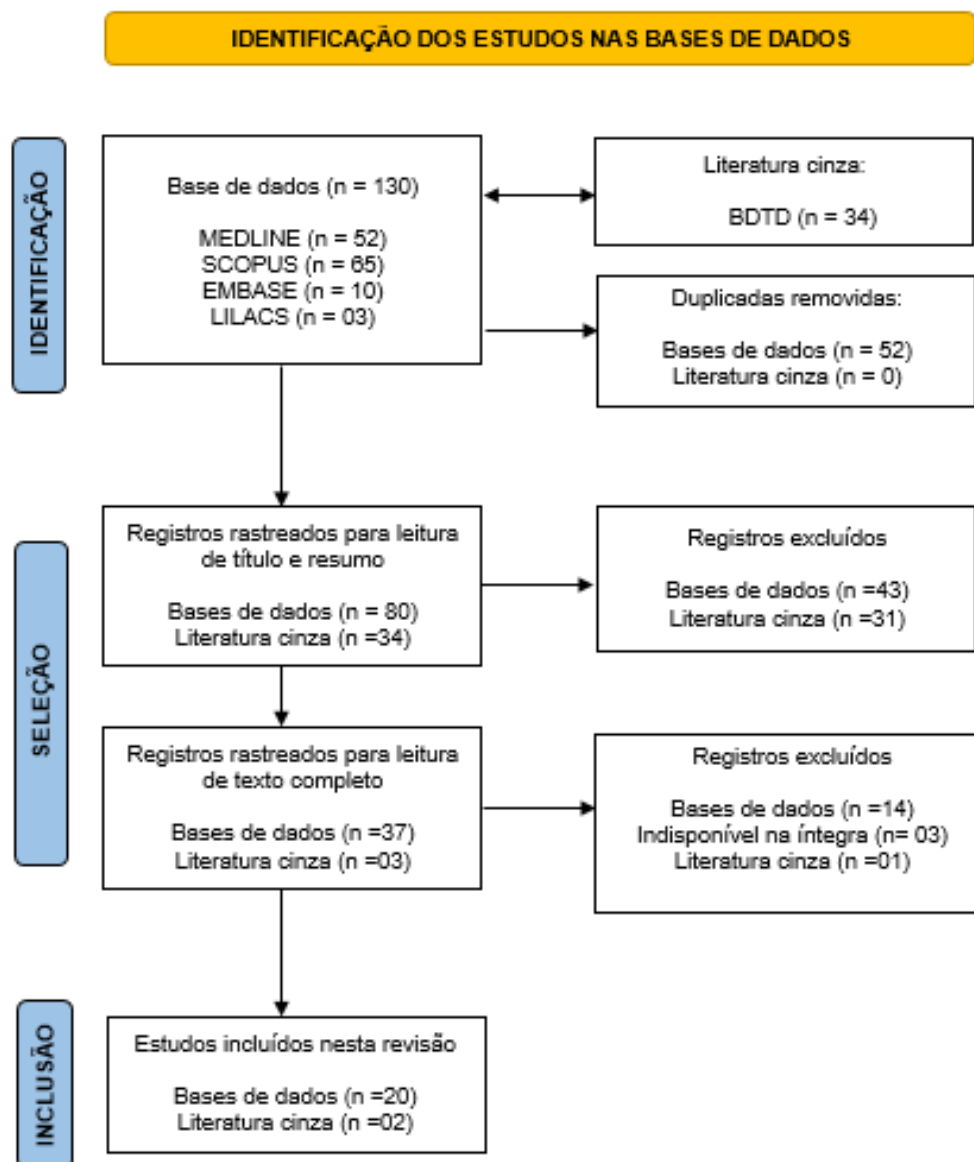 IDENTIFICAÇÃO DOS ESTUDOS NAS BASES DE DADOS
IDENTIFICAÇÃO
Base de dados (n = 130)
MEDLINE (n = 52)
SCOPUS (n = 65)
EMBASE (n = 10)
LILACS (n = 03)
Literatura cinza:
BDTD (n = 34)
Duplicadas removidas:
Bases de dados (n = 52)
Literatura cinza (n = 0)
SELEÇÃO
Registros rastreados para leitura
de título e resumo
Bases de dados (n = 80)
Literatura cinza (n =34)
Registros excluídos
Bases de dados (n =43)
Literatura cinza (n =31)
Registros rastreados para leitura
de texto completo
Bases de dados (n =37)
Literatura cinza (n =03)
Registros excluídos
Bases de dados (n =14)
Indisponível na íntegra (n= 03)
Literatura cinza (n =01)
INCLUSÃO
Estudos incluídos nesta revisão
Bases de dados (n =20)
Literatura cinza (n =02)